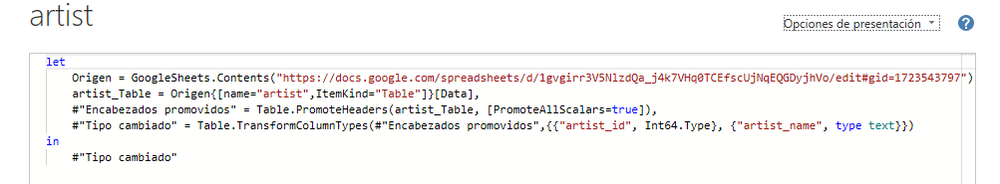 artist
Opciones de presentación
let
Origen = GoogleSheets.Contents("https://docs.google.com/spreadsheets/d/1gvgirr3V5NlzdQa_j4k7VHq0TCEfscUjNqEQGDyjhVo/edit#gid=1723543797")
artist_Table = Origen{[name="artist",ItemKind="Table"]}[Data],
#"Encabezados promovidos" = Table.PromoteHeaders(artist_Table, [PromoteAllScalars=true]),
#"Tipo cambiado" = Table.TransformColumnTypes(#"Encabezados promovidos",{{"artist_id", Int64.Type}, {"artist_name", type text}})
in
#"Tipo cambiado"